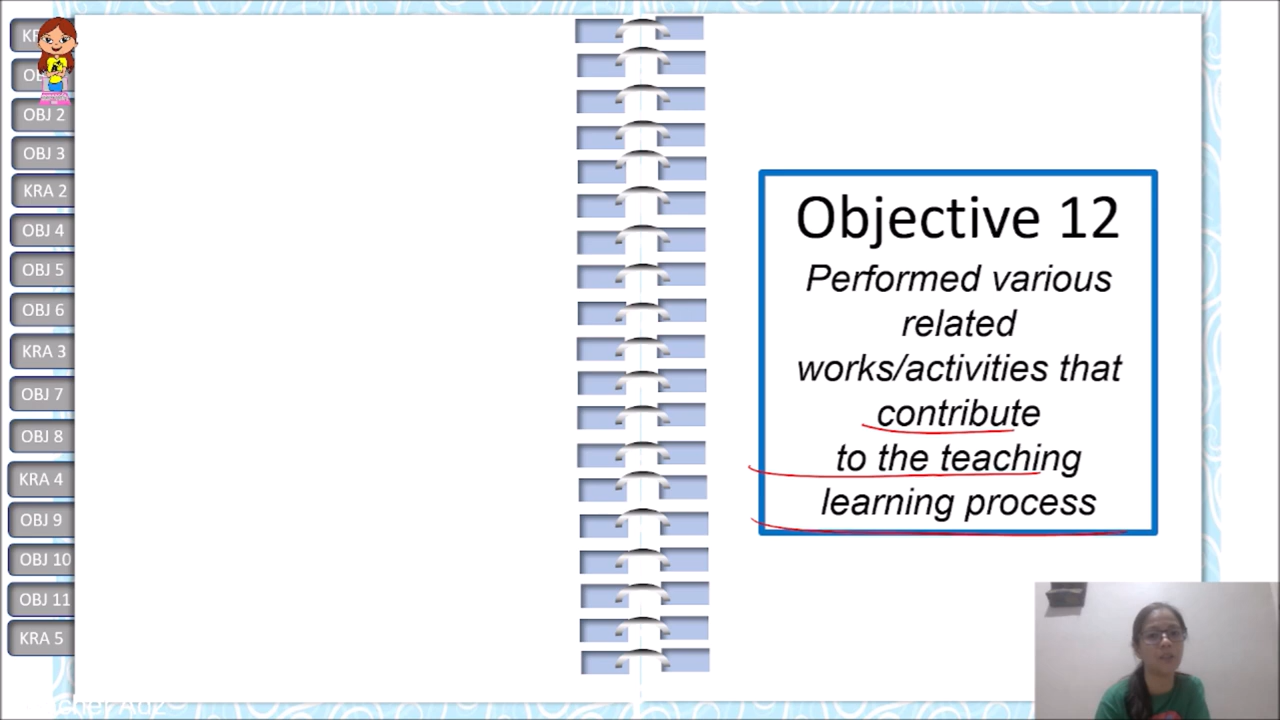 OBJ 2
OBJ 3
KRA 2
OBJ 4
OBJ 5
OBJ 6
KRA 3
OBJ 7
OBJ 8
KRA 4
OBJ 9
OBJ 10
OBJ 11
KRA 5
Objective 12
Performed various
related
works/activities that
contribute
to the teaching
learning process